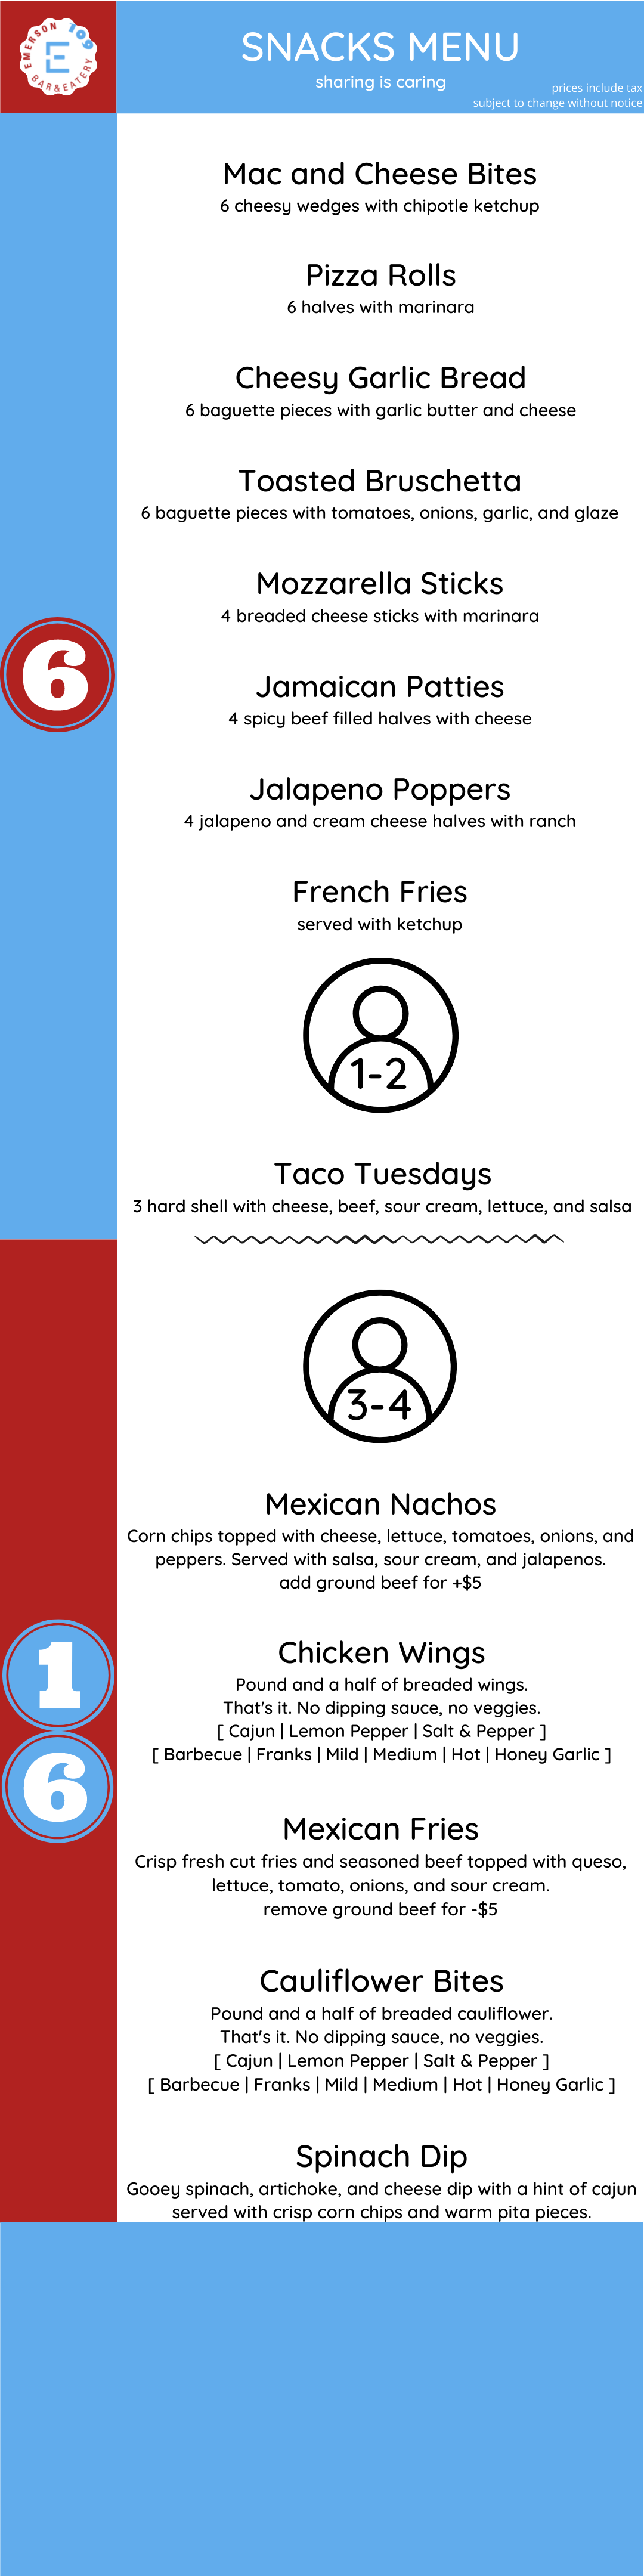 EMERSON 109
E
BAR & EATERY
SNACKS MENU
sharing is caring
prices include tax
subject to change without notice
Mac and Cheese Bites
6 cheesy wedges with chipotle ketchup
Pizza Rolls
6 halves with marinara
Cheesy Garlic Bread
6 baguette pieces with garlic butter and cheese
Toasted Bruschetta
6 baguette pieces with tomatoes, onions, garlic, and glaze
Mozzarella Sticks
4 breaded cheese sticks with marinara
6
Jamaican Patties
4 spicy beef filled halves with cheese
Jalapeno Poppers
4 jalapeno and cream cheese halves with ranch
French Fries
served with ketchup
1-2
Taco Tuesdays
3 hard shell with cheese, beef, sour cream, lettuce, and salsa
3-4
Mexican Nachos
Corn chips topped with cheese, lettuce, tomatoes, onions, and
peppers. Served with salsa, sour cream, and jalapenos.
add ground beef for +$5
1
6
Chicken Wings
Pound and a half of breaded wings.
That's it. No dipping sauce, no veggies.
[ Cajun | Lemon Pepper | Salt & Pepper ]
[ Barbecue | Franks | Mild | Medium | Hot | Honey Garlic ]
Mexican Fries
Crisp fresh cut fries and seasoned beef topped with queso,
lettuce, tomato, onions, and sour cream.
remove ground beef for -$5
Cauliflower Bites
Pound and a half of breaded cauliflower.
That's it. No dipping sauce, no veggies.
[ Cajun | Lemon Pepper | Salt & Pepper ]
[ Barbecue | Franks | Mild | Medium | Hot | Honey Garlic ]
Spinach Dip
Gooey spinach, artichoke, and cheese dip with a hint of cajun
served with crisp corn chips and warm pita pieces.